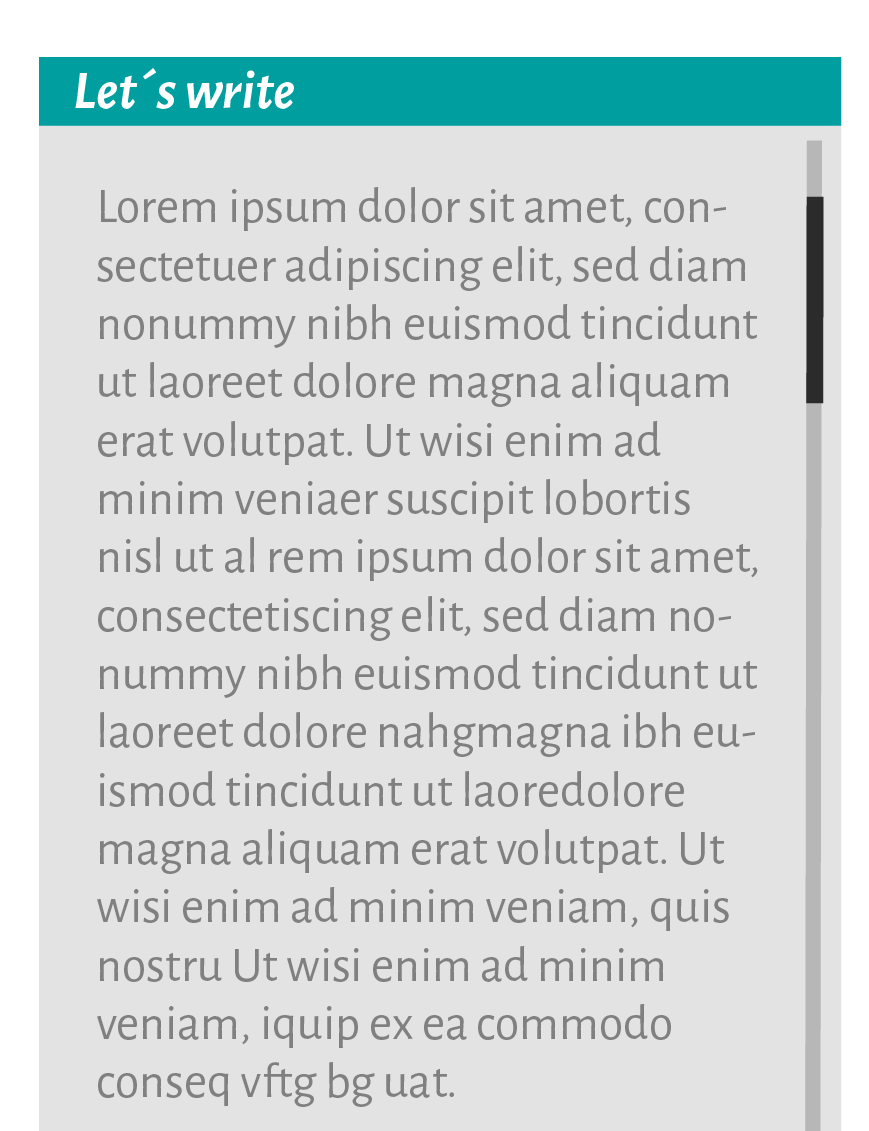 Let´s write
Lorem ipsum dolor sit amet, con-
sectetuer adipiscing elit, sed diam
nonummy nibh euismod tincidunt
ut laoreet dolore magna aliquam
erat volutpat. Ut wisi enim ad
minim veniaer suscipit lobortis
nisl ut al rem ipsum dolor sit amet,
consectetiscing elit, sed diam no-
nummy nibh euismod tincidunt ut
laoreet dolore nahgmagna ibh eu-
ismod tincidunt ut laoredolore
magna aliquam erat volutpat. Ut
wisi enim ad minim veniam, quis
nostru Ut wisi enim ad minim
veniam, iquip ex ea commodo
conseq vftg bg uat.